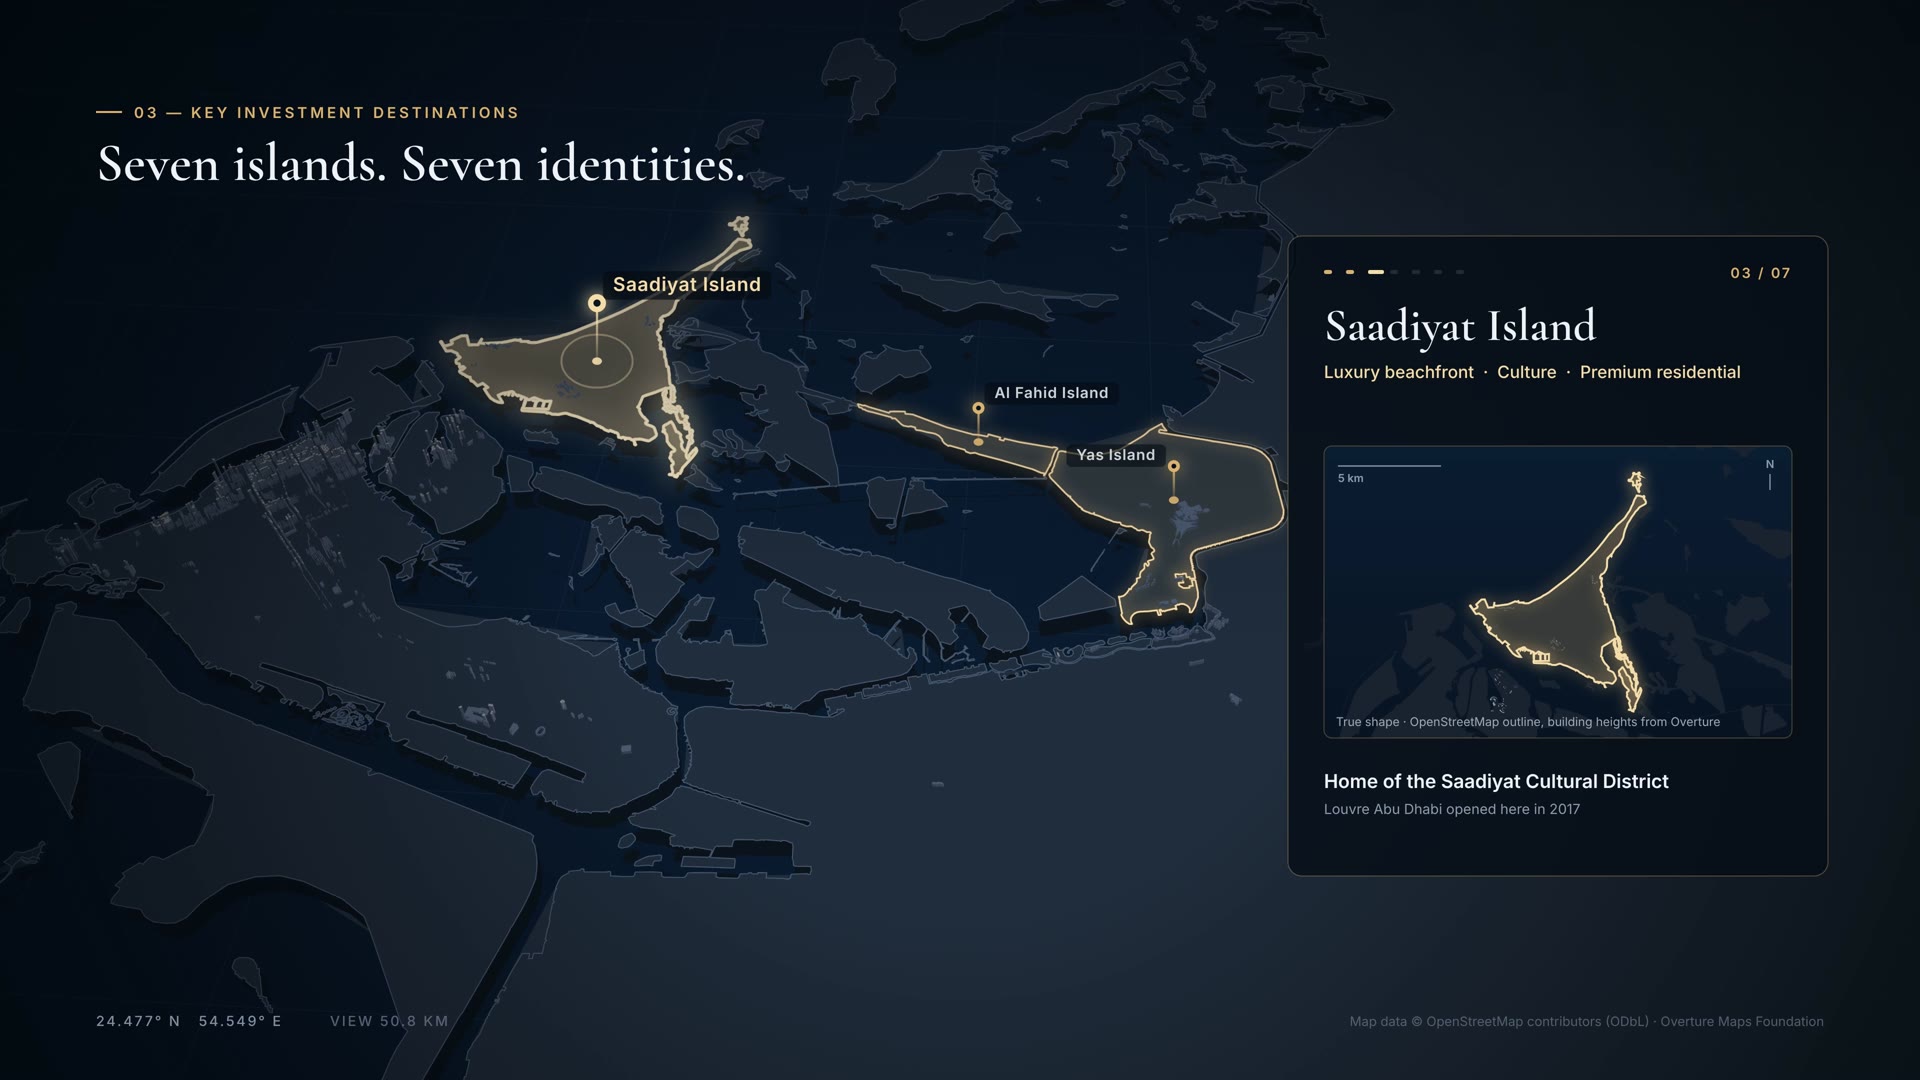 03 — KEY INVESTMENT DESTINATIONS
Seven islands. Seven identities.
Saadiyat Island
Al Fahid Island
Yas Island
03 / 07
Saadiyat Island
Luxury beachfront · Culture · Premium residential
5 km
N
True shape · OpenStreetMap outline, building heights from Overture
Home of the Saadiyat Cultural District
Louvre Abu Dhabi opened here in 2017
24.477° N 54.549° E VIEW 50.8 KM
Map data © OpenStreetMap contributors (ODbL) · Overture Maps Foundation